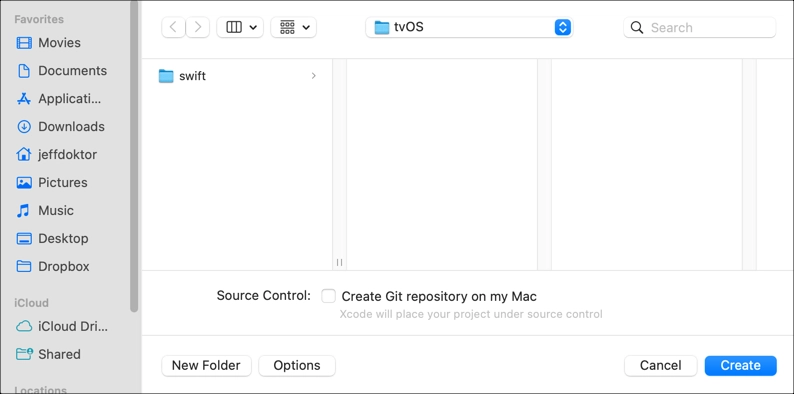 Favorites
Movies
Documents
Applicati...
Downloads
jeffdoktor
Pictures
Music
Desktop
Dropbox
iCloud
iCloud Dri...
Shared
Locations
tvOS
Search
swift
Source Control:
Create Git repository on my Mac
Xcode will place your project under source control
New Folder
Options
Cancel
Create